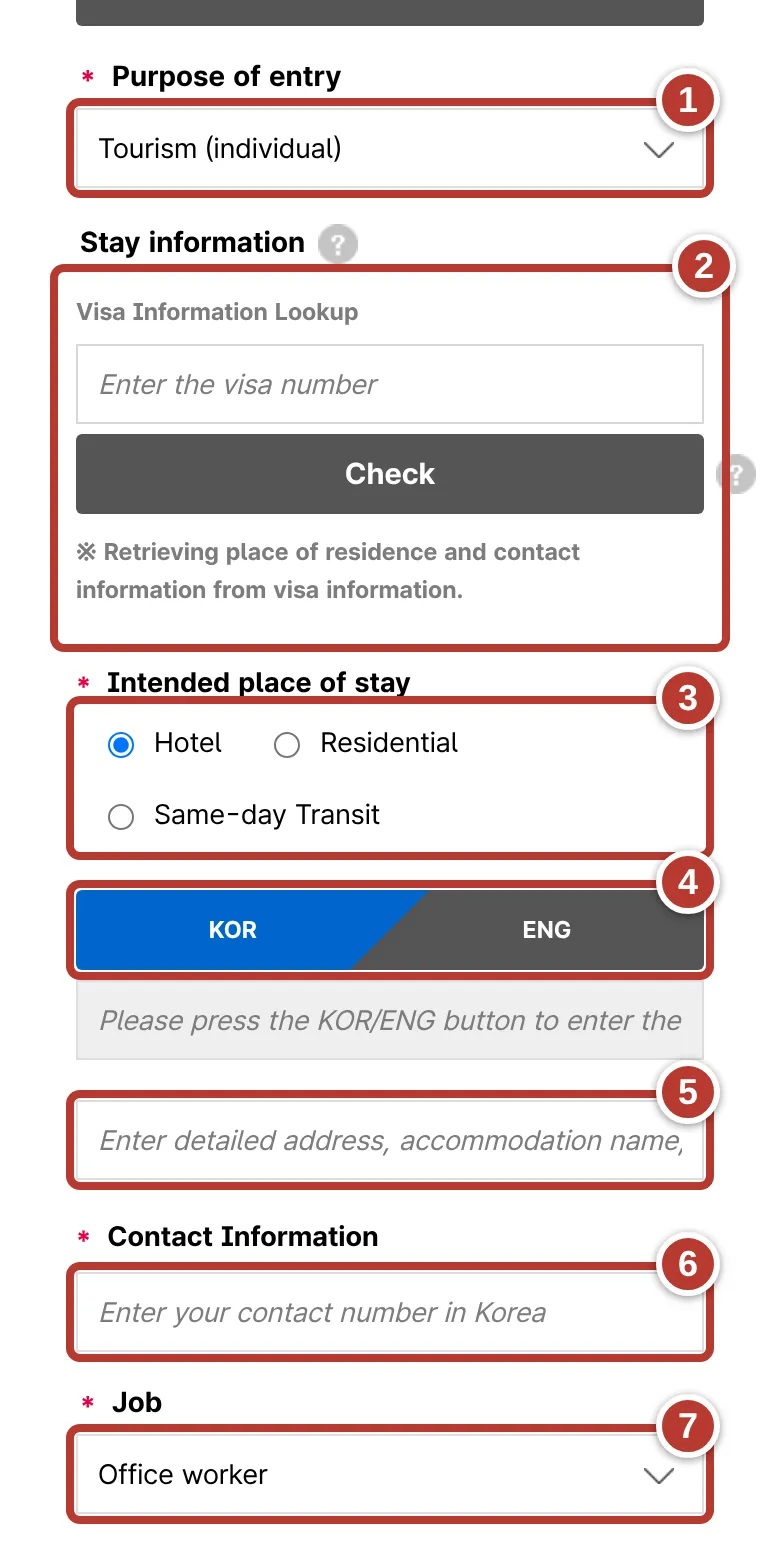 * Purpose of entry
1
Tourism (individual)
Stay information ?
2
Visa Information Lookup
Enter the visa number
Check
?
※ Retrieving place of residence and contact
information from visa information.
* Intended place of stay
3
Hotel Residential
Same-day Transit
4
KOR ENG
Please press the KOR/ENG button to enter the
5
Enter detailed address, accommodation name,
* Contact Information
6
Enter your contact number in Korea
* Job
7
Office worker